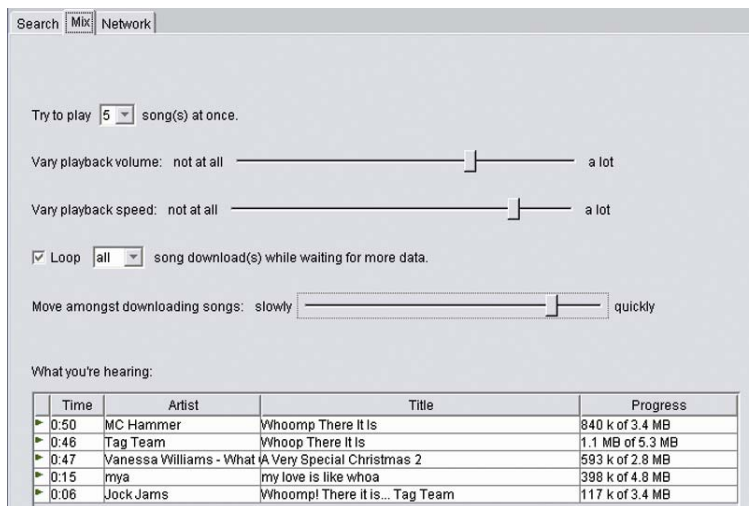 Search Mix Network
Try to play 5 song(s) at once.
Vary playback volume: not at all a lot
Vary playback speed: not at all a lot
Loop all song download(s) while waiting for more data.
Move amongst downloading songs: slowly quickly
What you're hearing:
Time Artist Title Progress
0:50 MC Hammer Whoomp There It Is 840 k of 3.4 MB
0:46 Tag Team Whoop There It Is 1.1 MB of 5.3 MB
0:47 Vanessa Williams - What A Very Special Christmas 2 593 k of 2.8 MB
0:15 mya my love is like whoa 398 k of 4.8 MB
0:06 Jock Jams Whoomp! There it is... Tag Team 117 k of 3.4 MB